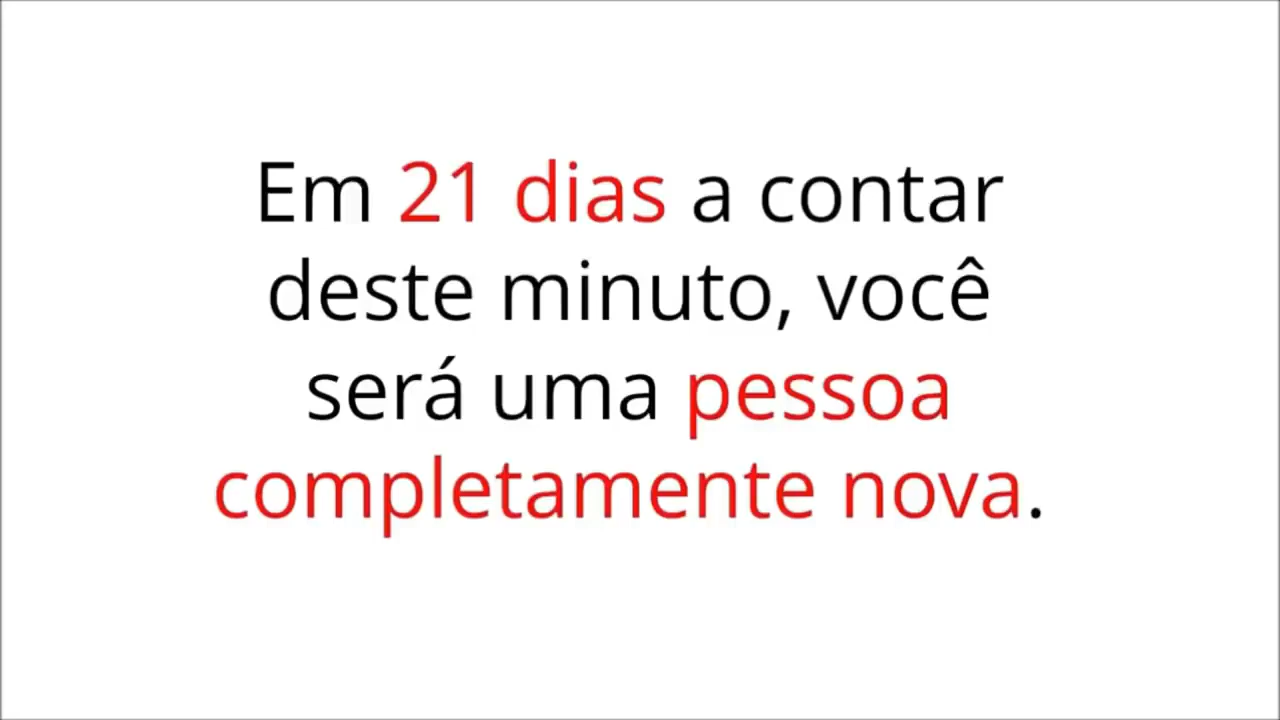 Em 21 dias a contar
deste minuto, você
será uma pessoa
completamente nova.